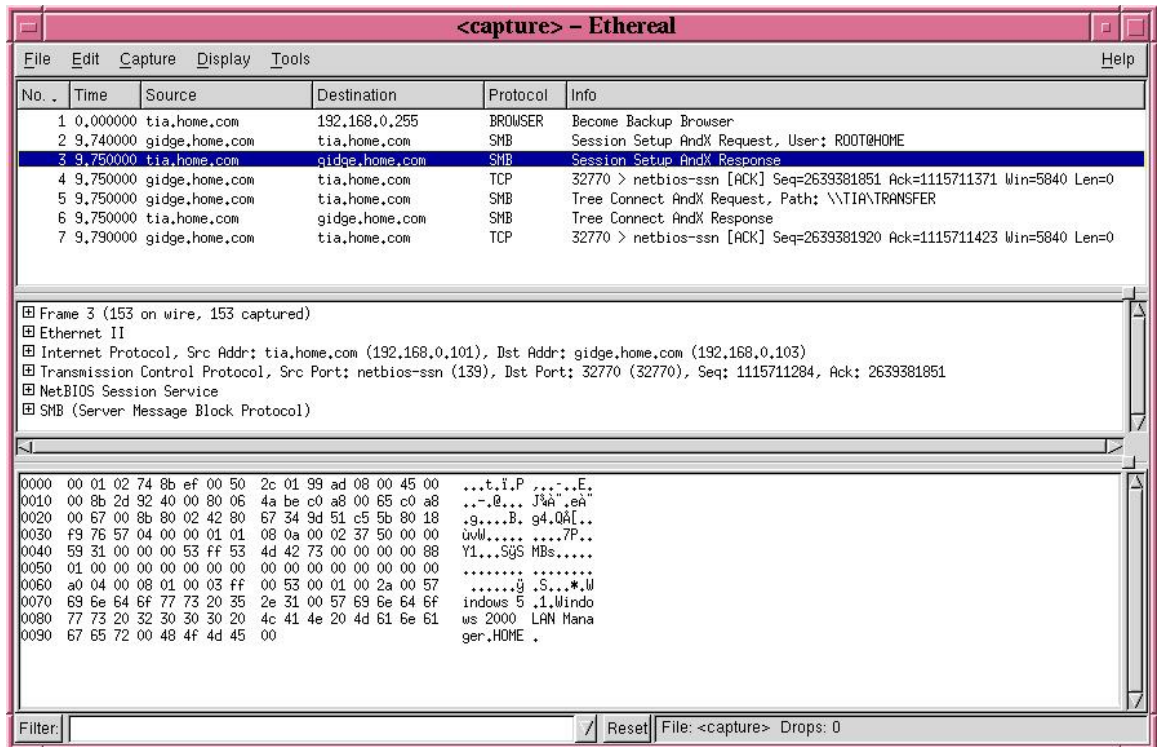 <capture> – Ethereal
File Edit Capture Display Tools Help
No. . Time Source Destination Protocol Info
1 0.000000 tia.home.com 192.168.0.255 BROWSER Become Backup Browser
2 9.740000 gidge.home.com tia.home.com SMB Session Setup AndX Request, User: ROOT@HOME
3 9.750000 tia.home.com gidge.home.com SMB Session Setup AndX Response
4 9.750000 gidge.home.com tia.home.com TCP 32770 > netbios-ssn [ACK] Seq=2639381851 Ack=1115711371 Win=5840 Len=0
5 9.750000 gidge.home.com tia.home.com SMB Tree Connect AndX Request, Path: \\TIA\TRANSFER
6 9.750000 tia.home.com gidge.home.com SMB Tree Connect AndX Response
7 9.790000 gidge.home.com tia.home.com TCP 32770 > netbios-ssn [ACK] Seq=2639381920 Ack=1115711423 Win=5840 Len=0
Frame 3 (153 on wire, 153 captured)
Ethernet II
Internet Protocol, Src Addr: tia.home.com (192.168.0.101), Dst Addr: gidge.home.com (192.168.0.103)
Transmission Control Protocol, Src Port: netbios-ssn (139), Dst Port: 32770 (32770), Seq: 1115711284, Ack: 2639381851
NetBIOS Session Service
SMB (Server Message Block Protocol)
0000 00 01 02 74 8b ef 00 50 2c 01 99 ad 08 00 45 00 ...t.ï.P ,..-..E.
0010 00 8b 2d 92 40 00 80 06 4a be c0 a8 00 65 c0 a8 ..-.@... J¾À¨.eÀ¨
0020 00 67 00 8b 80 02 42 80 67 34 9d 51 c5 5b 80 18 .g....B. g4.QÅ[..
0030 f9 76 57 04 00 00 01 01 08 0a 00 02 37 50 00 00 ùvW..... ....7P..
0040 59 31 00 00 00 53 ff 53 4d 42 73 00 00 00 00 88 Y1...SÿS MBs.....
0050 01 00 00 00 00 00 00 00 00 00 00 00 00 00 00 00 ........ ........
0060 a0 04 00 08 01 00 03 ff 00 53 00 01 00 2a 00 57 ......ÿ .S...*.W
0070 69 6e 64 6f 77 73 20 35 2e 31 00 57 69 6e 64 6f indows 5 .1.Windo
0080 77 73 20 32 30 30 30 20 4c 41 4e 20 4d 61 6e 61 ws 2000 LAN Mana
0090 67 65 72 00 48 4f 4d 45 00 ger.HOME .
Filter: Reset File: <capture> Drops: 0